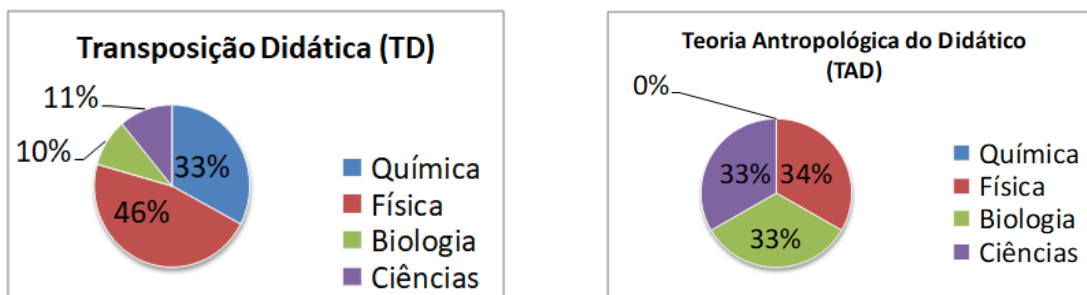 Transposição Didática (TD)
11%
10%
33%
46%
Química
Física
Biologia
Ciências
Teoria Antropológica do Didático
(TAD)
0%
33%
34%
33%
Química
Física
Biologia
Ciências